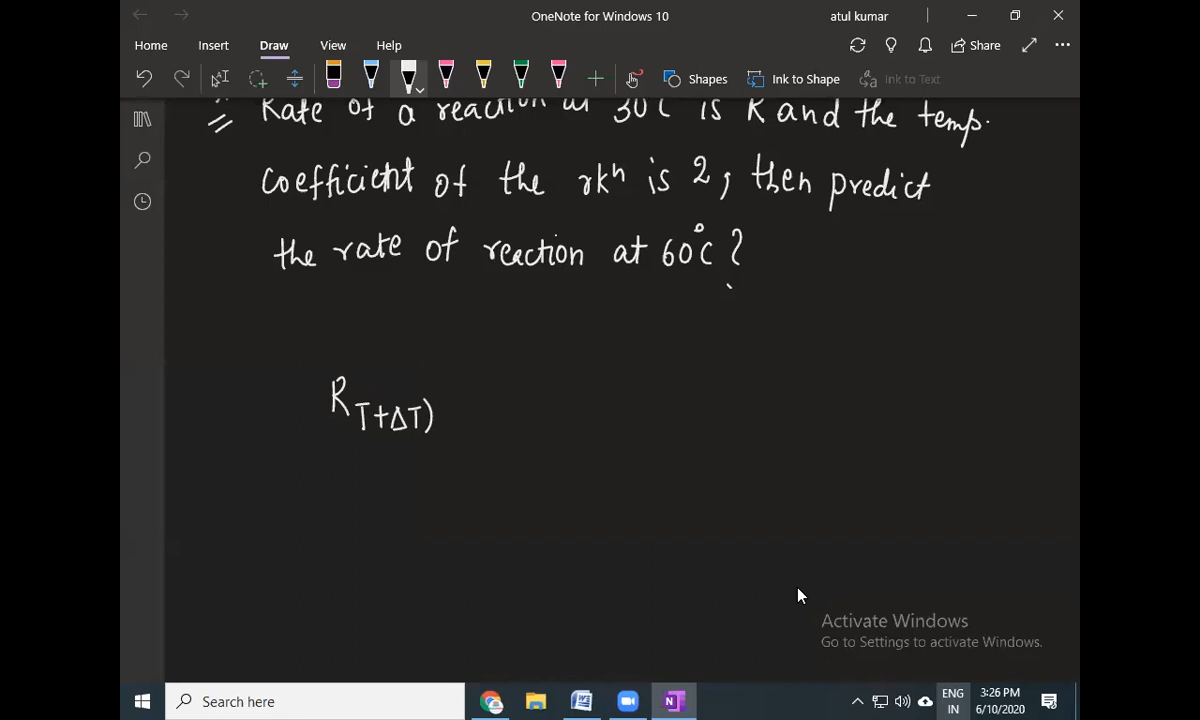 OneNote for Windows 10
atul kumar
Home Insert Draw View Help
Share
Shapes Ink to Shape Ink to Text
Rate of a reaction at 30C is R and the temp.
coefficient of the rxn is 2, then predict
the rate of reaction at 60°C ?
R T+ΔT)
Activate Windows
Go to Settings to activate Windows.
Search here
ENG
IN
3:26 PM
6/10/2020